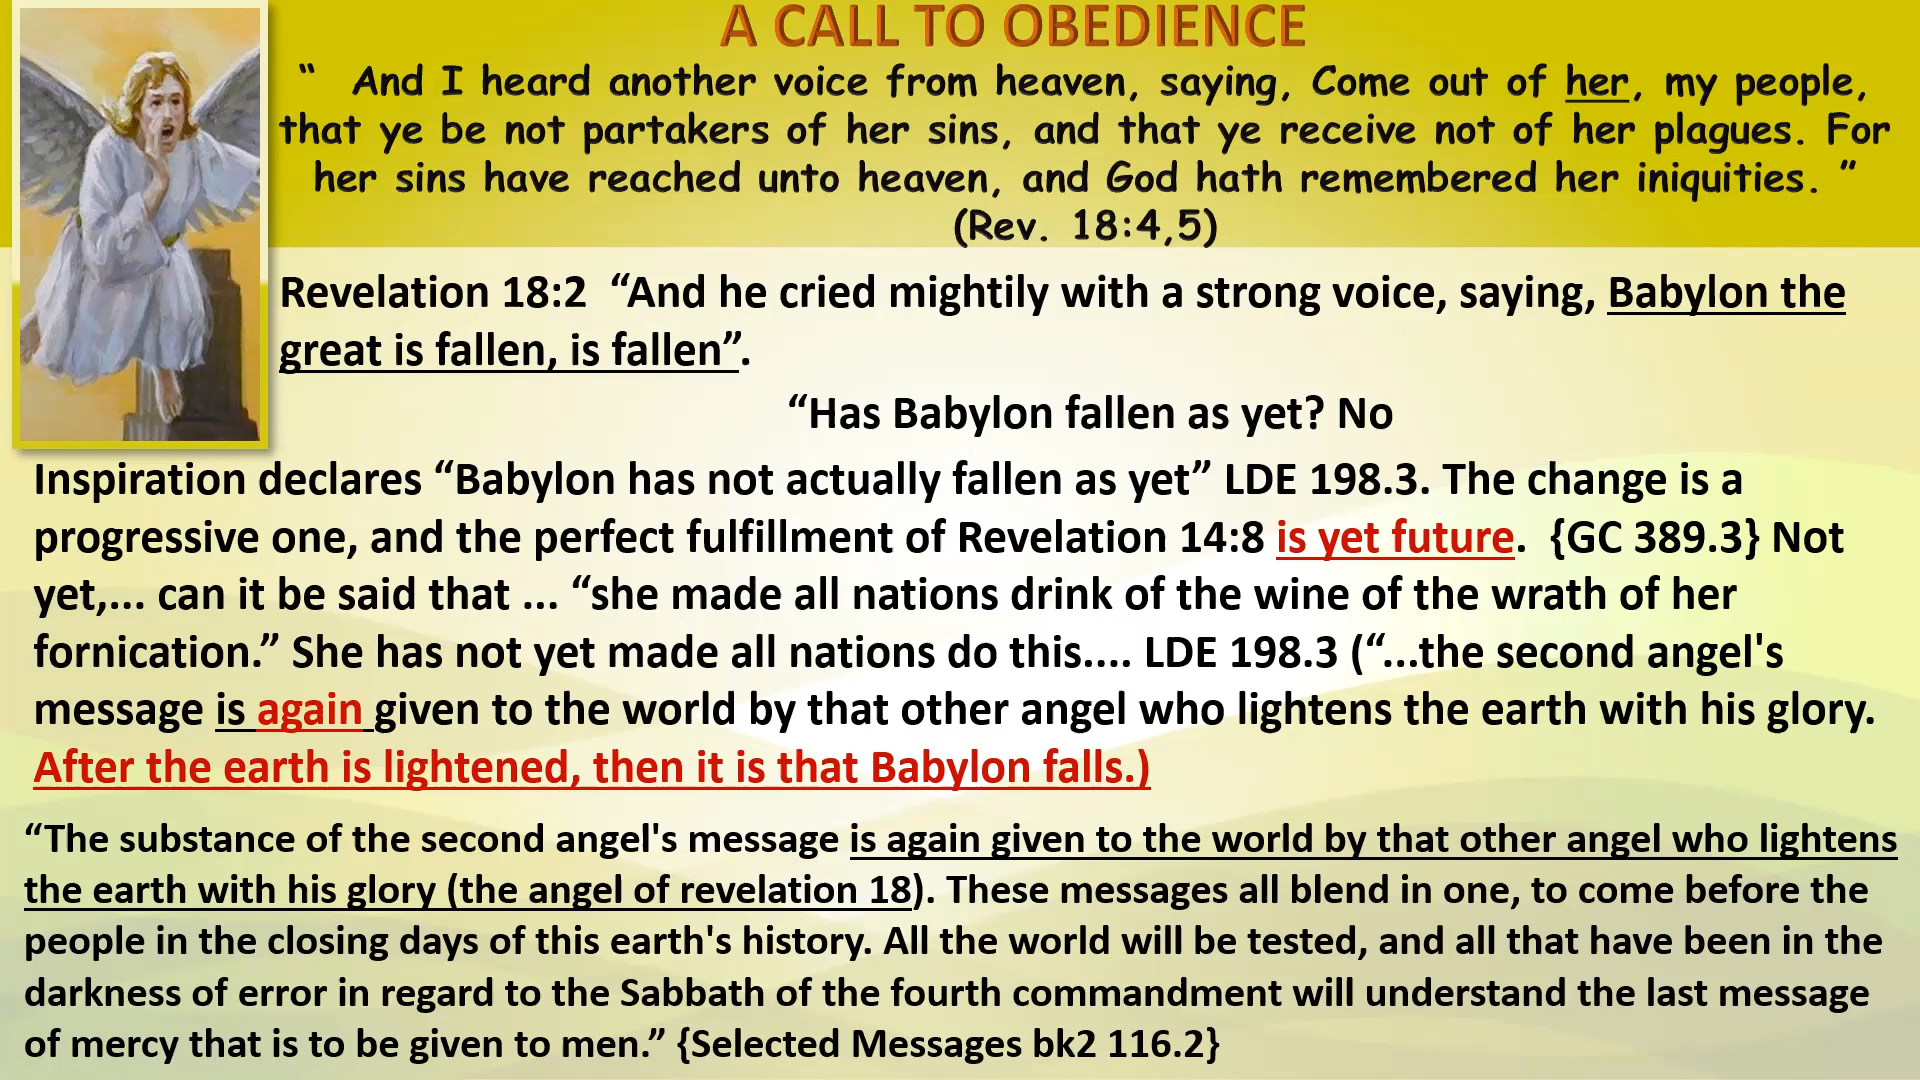 A CALL TO OBEDIENCE
“ And I heard another voice from heaven, saying, Come out of her, my people,
that ye be not partakers of her sins, and that ye receive not of her plagues. For
her sins have reached unto heaven, and God hath remembered her iniquities. ”
(Rev. 18:4,5)
Revelation 18:2 “And he cried mightily with a strong voice, saying, Babylon the
great is fallen, is fallen”.
“Has Babylon fallen as yet? No
Inspiration declares “Babylon has not actually fallen as yet” LDE 198.3. The change is a
progressive one, and the perfect fulfillment of Revelation 14:8 is yet future. {GC 389.3} Not
yet,... can it be said that ... “she made all nations drink of the wine of the wrath of her
fornication.” She has not yet made all nations do this.... LDE 198.3 (“...the second angel's
message is again given to the world by that other angel who lightens the earth with his glory.
After the earth is lightened, then it is that Babylon falls.)
“The substance of the second angel's message is again given to the world by that other angel who lightens
the earth with his glory (the angel of revelation 18). These messages all blend in one, to come before the
people in the closing days of this earth's history. All the world will be tested, and all that have been in the
darkness of error in regard to the Sabbath of the fourth commandment will understand the last message
of mercy that is to be given to men.” {Selected Messages bk2 116.2}